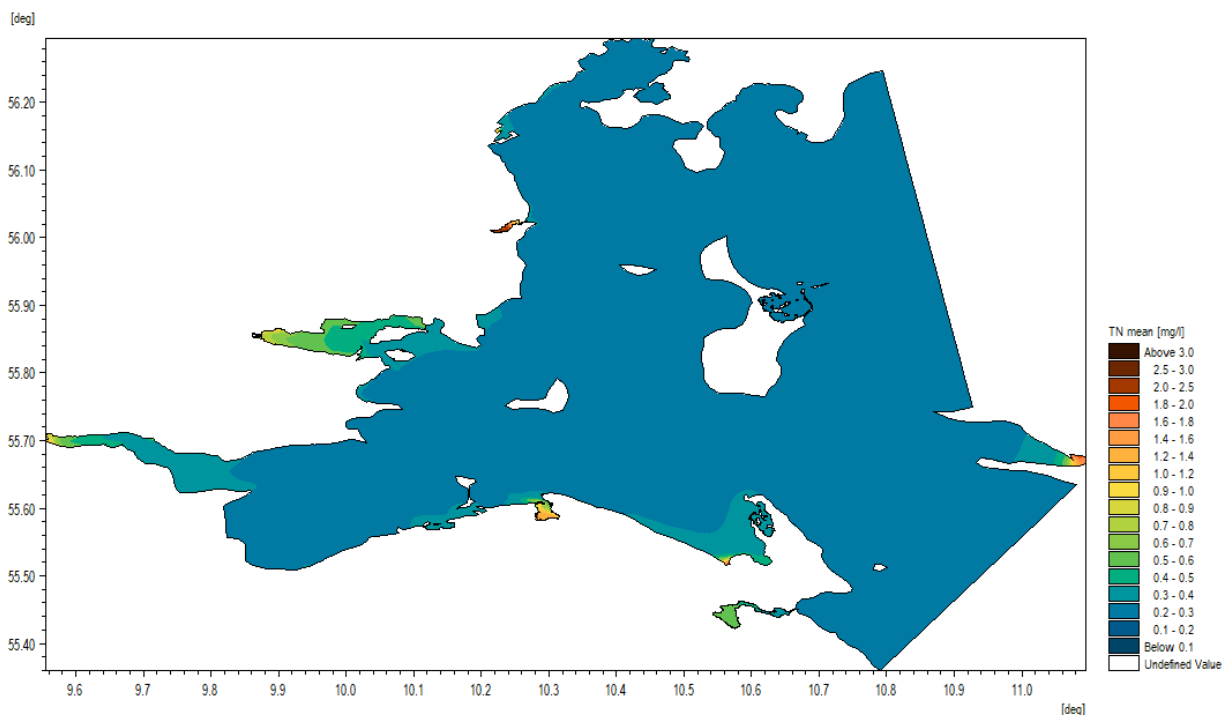 [deg]
56.20
56.10
56.00
55.90
55.80
55.70
55.60
55.50
55.40
9.6 9.7 9.8 9.9 10.0 10.1 10.2 10.3 10.4 10.5 10.6 10.7 10.8 10.9 11.0
[deg]
TN mean [mg/l]
Above 3.0
2.5 - 3.0
2.0 - 2.5
1.8 - 2.0
1.6 - 1.8
1.4 - 1.6
1.2 - 1.4
1.0 - 1.2
0.9 - 1.0
0.8 - 0.9
0.7 - 0.8
0.6 - 0.7
0.5 - 0.6
0.4 - 0.5
0.3 - 0.4
0.2 - 0.3
0.1 - 0.2
Below 0.1
Undefined Value